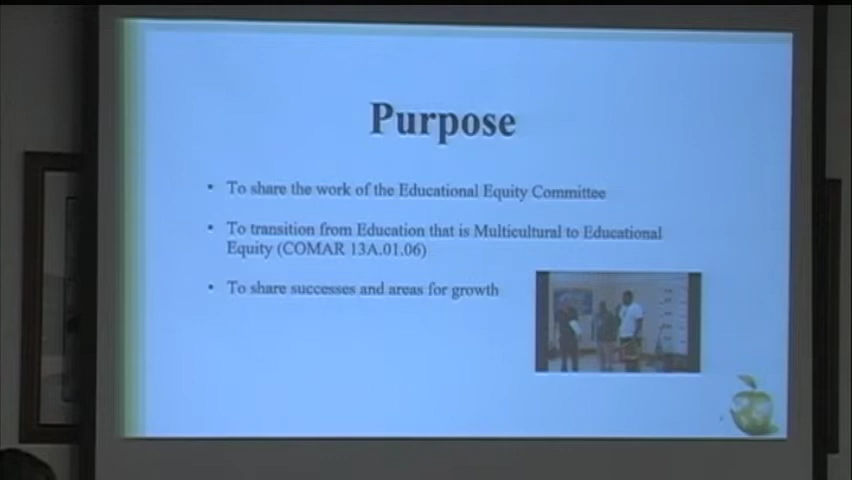 Purpose
• To share the work of the Educational Equity Committee
• To transition from Education that is Multicultural to Educational
Equity (COMAR 13A.01.06)
• To share successes and areas for growth